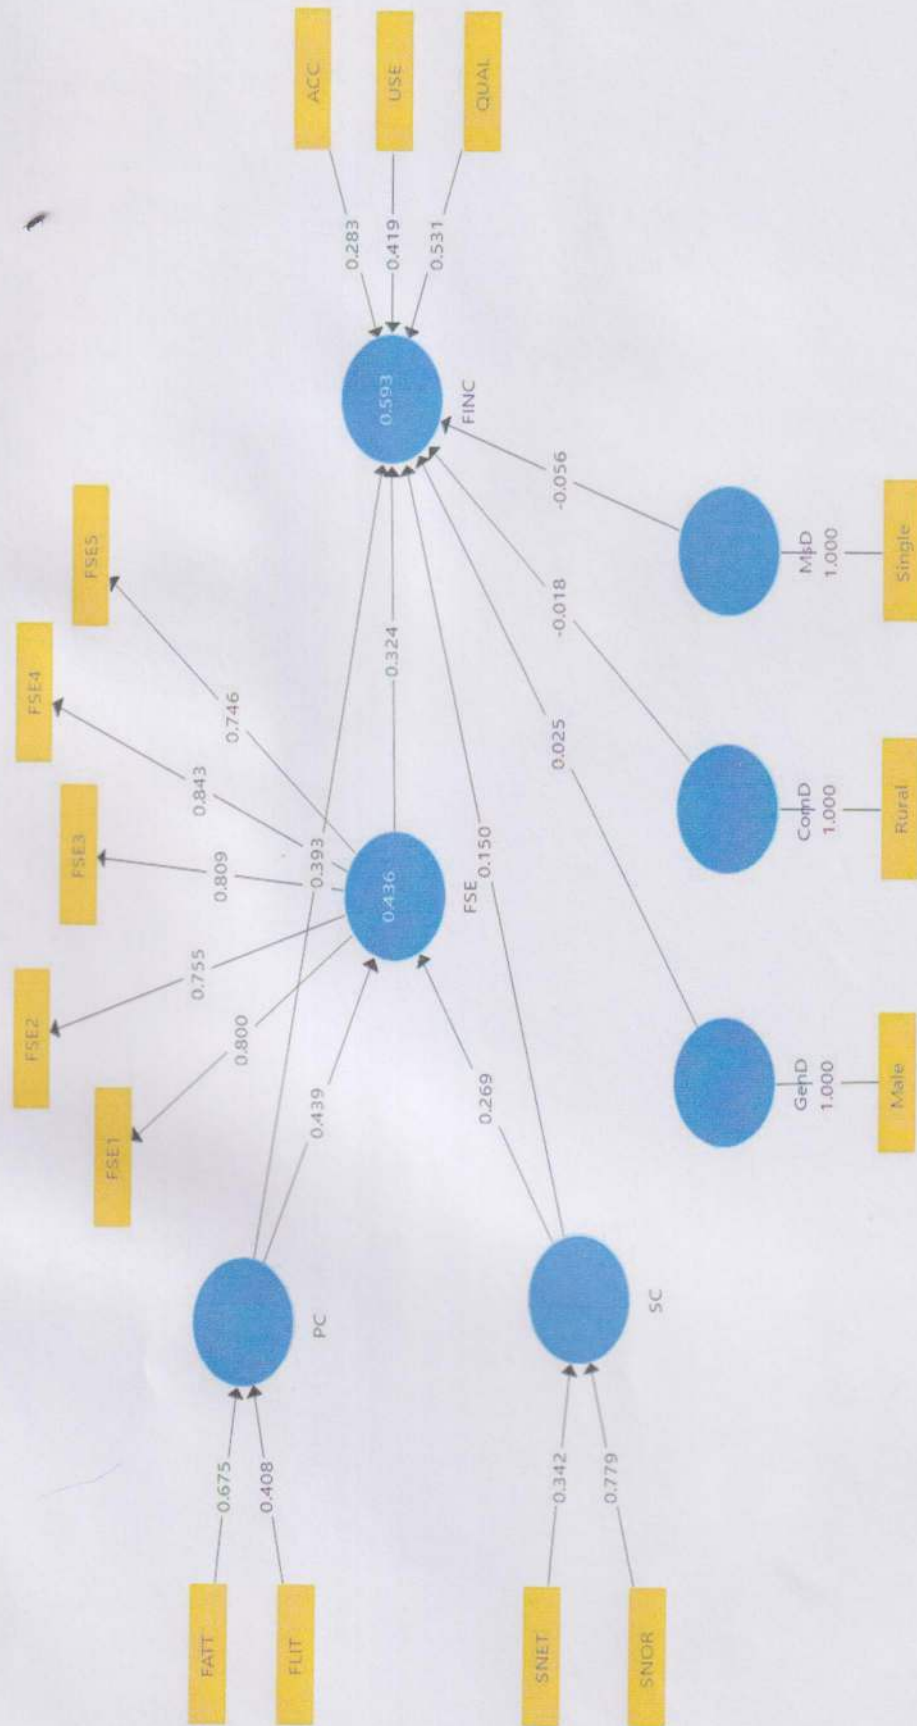 FSE2
FSE4
FSE1
FSE3
FSE5
0.755
0.843
0.800
0.809
0.746
FATT
0.675
PC
0.393
ACC
FLIT
0.408
0.439
0.283
0.436
0.324
0.593
0.419
USE
FSE
FINC
0.531
QUAL
SNET
0.342
0.269
0.150
SNOR
0.779
SC
0.025
-0.018
-0.056
GenD
ComD
MsD
1.000
1.000
1.000
Male
Rural
Single